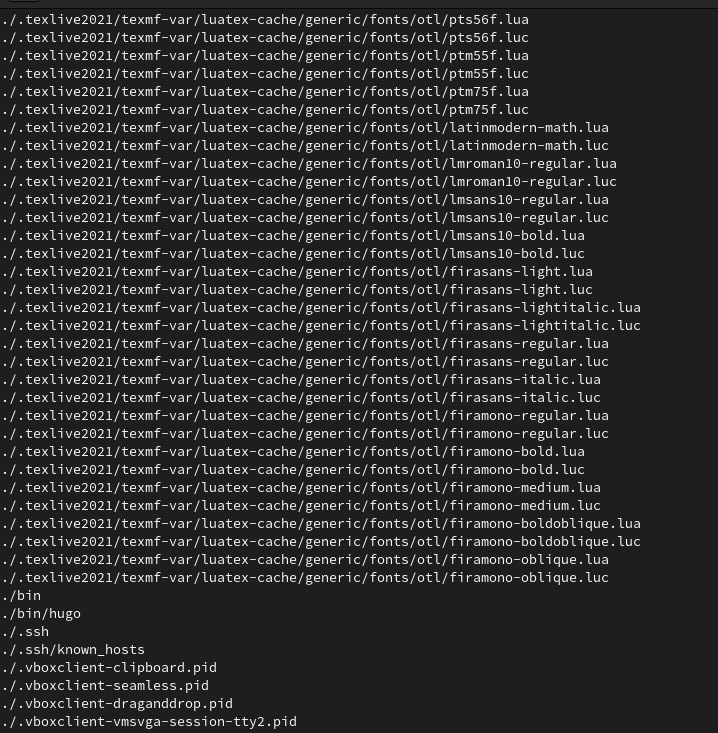 ./.texlive2021/texmf-var/luatex-cache/generic/fonts/otl/pts56f.lua
./.texlive2021/texmf-var/luatex-cache/generic/fonts/otl/pts56f.luc
./.texlive2021/texmf-var/luatex-cache/generic/fonts/otl/ptm55f.lua
./.texlive2021/texmf-var/luatex-cache/generic/fonts/otl/ptm55f.luc
./.texlive2021/texmf-var/luatex-cache/generic/fonts/otl/ptm75f.lua
./.texlive2021/texmf-var/luatex-cache/generic/fonts/otl/ptm75f.luc
./.texlive2021/texmf-var/luatex-cache/generic/fonts/otl/latinmodern-math.lua
./.texlive2021/texmf-var/luatex-cache/generic/fonts/otl/latinmodern-math.luc
./.texlive2021/texmf-var/luatex-cache/generic/fonts/otl/lmroman10-regular.lua
./.texlive2021/texmf-var/luatex-cache/generic/fonts/otl/lmroman10-regular.luc
./.texlive2021/texmf-var/luatex-cache/generic/fonts/otl/lmsans10-regular.lua
./.texlive2021/texmf-var/luatex-cache/generic/fonts/otl/lmsans10-regular.luc
./.texlive2021/texmf-var/luatex-cache/generic/fonts/otl/lmsans10-bold.lua
./.texlive2021/texmf-var/luatex-cache/generic/fonts/otl/lmsans10-bold.luc
./.texlive2021/texmf-var/luatex-cache/generic/fonts/otl/firasans-light.lua
./.texlive2021/texmf-var/luatex-cache/generic/fonts/otl/firasans-light.luc
./.texlive2021/texmf-var/luatex-cache/generic/fonts/otl/firasans-lightitalic.lua
./.texlive2021/texmf-var/luatex-cache/generic/fonts/otl/firasans-lightitalic.luc
./.texlive2021/texmf-var/luatex-cache/generic/fonts/otl/firasans-regular.lua
./.texlive2021/texmf-var/luatex-cache/generic/fonts/otl/firasans-regular.luc
./.texlive2021/texmf-var/luatex-cache/generic/fonts/otl/firasans-italic.lua
./.texlive2021/texmf-var/luatex-cache/generic/fonts/otl/firasans-italic.luc
./.texlive2021/texmf-var/luatex-cache/generic/fonts/otl/firamono-regular.lua
./.texlive2021/texmf-var/luatex-cache/generic/fonts/otl/firamono-regular.luc
./.texlive2021/texmf-var/luatex-cache/generic/fonts/otl/firamono-bold.lua
./.texlive2021/texmf-var/luatex-cache/generic/fonts/otl/firamono-bold.luc
./.texlive2021/texmf-var/luatex-cache/generic/fonts/otl/firamono-medium.lua
./.texlive2021/texmf-var/luatex-cache/generic/fonts/otl/firamono-medium.luc
./.texlive2021/texmf-var/luatex-cache/generic/fonts/otl/firamono-boldoblique.lua
./.texlive2021/texmf-var/luatex-cache/generic/fonts/otl/firamono-boldoblique.luc
./.texlive2021/texmf-var/luatex-cache/generic/fonts/otl/firamono-oblique.lua
./.texlive2021/texmf-var/luatex-cache/generic/fonts/otl/firamono-oblique.luc
./bin
./bin/hugo
./.ssh
./.ssh/known_hosts
./.vboxclient-clipboard.pid
./.vboxclient-seamless.pid
./.vboxclient-draganddrop.pid
./.vboxclient-vmsvga-session-tty2.pid